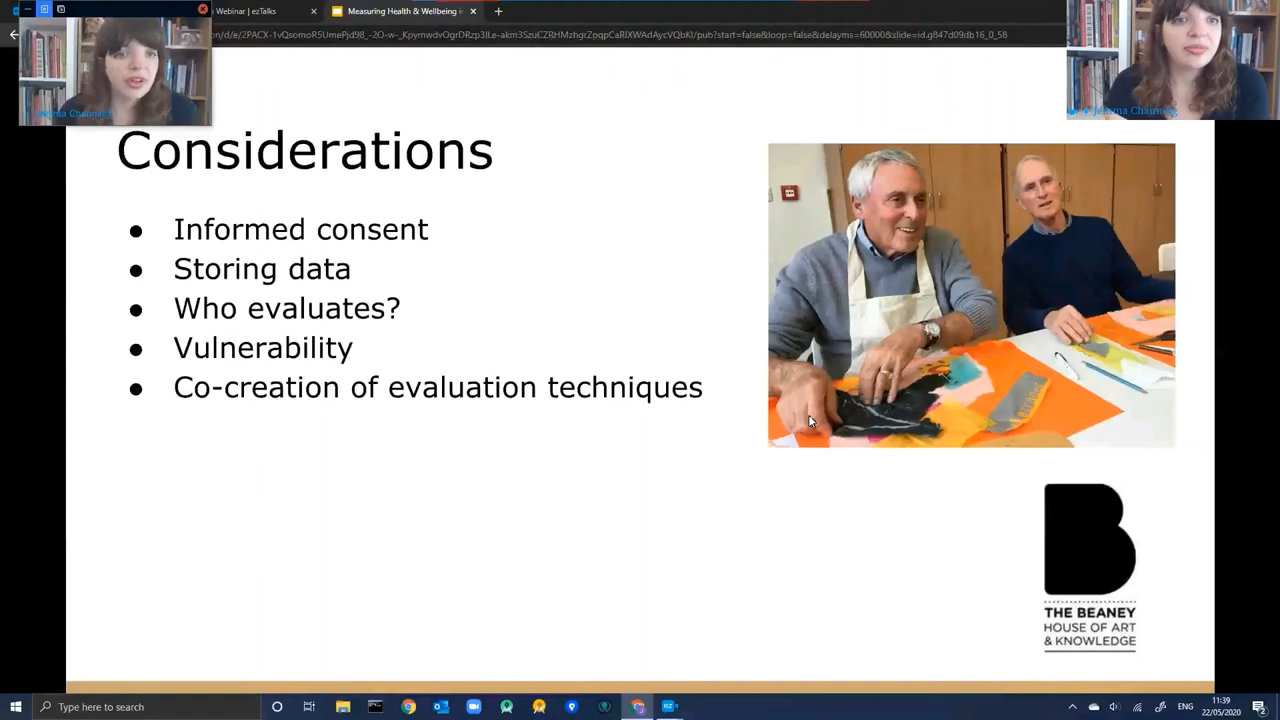 Webinar | ezTalks
Measuring Health & Wellbeing i
Considerations
● Informed consent
● Storing data
● Who evaluates?
● Vulnerability
● Co-creation of evaluation techniques
B
THE BEANEY
HOUSE OF ART
& KNOWLEDGE
Type here to search
ENG
11:39
22/05/2020